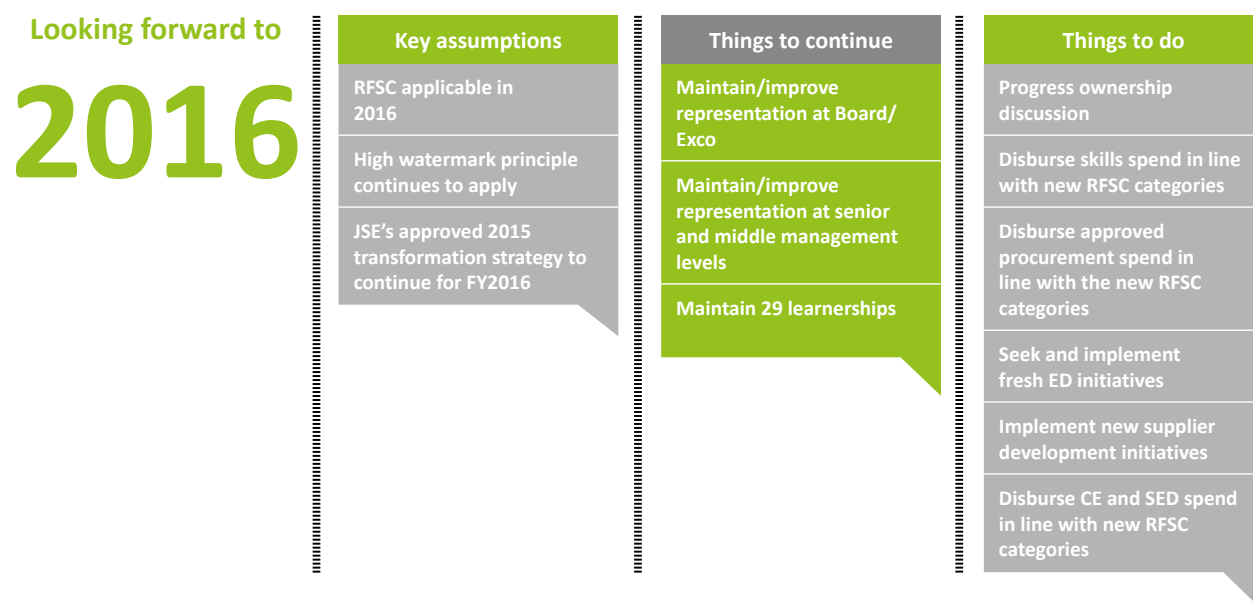 Looking forward to
2016
Key assumptions
RFSC applicable in
2016
High watermark principle
continues to apply
JSE's approved 2015
transformation strategy to
continue for FY2016
Things to continue
Maintain/improve
representation at Board/
Exco
Maintain/improve
representation at senior
and middle management
levels
Maintain 29 learnerships
Things to do
Progress ownership
discussion
Disburse skills spend in line
with new RFSC categories
Disburse approved
procurement spend in
line with the new RFSC
categories
Seek and implement
fresh ED initiatives
Implement new supplier
development initiatives
Disburse CE and SED spend
in line with new RFSC
categories